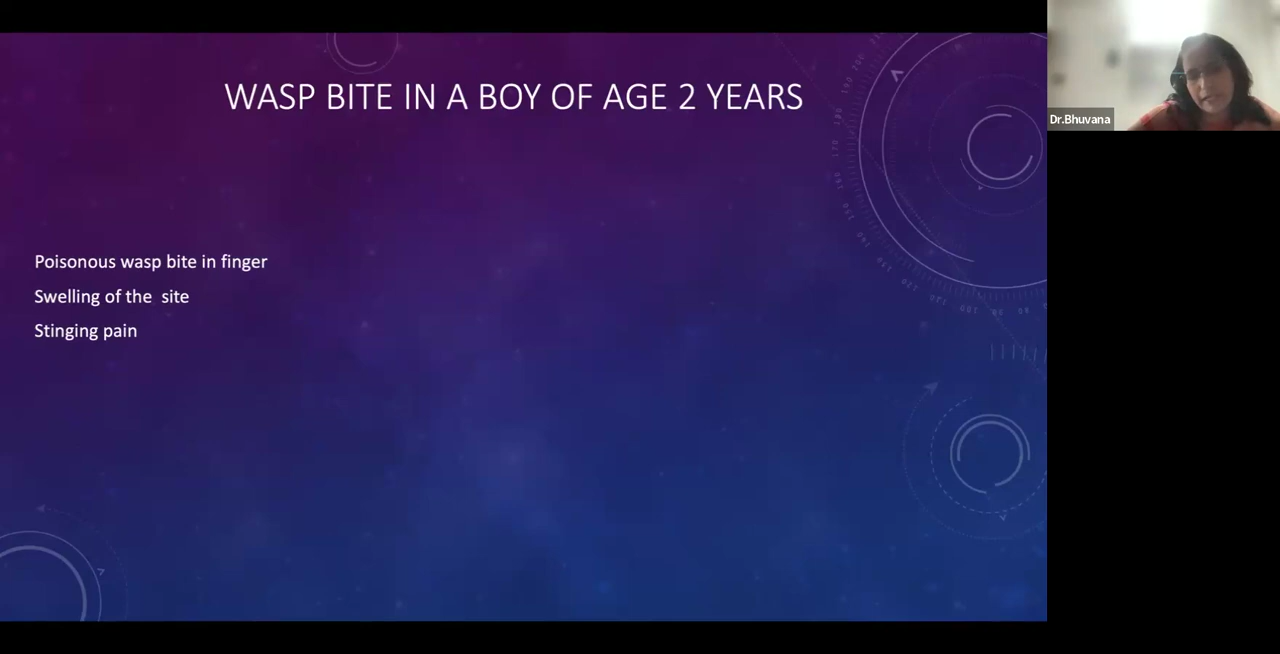 WASP BITE IN A BOY OF AGE 2 YEARS
Poisonous wasp bite in finger
Swelling of the  site
Stinging pain
Dr.Bhuvana